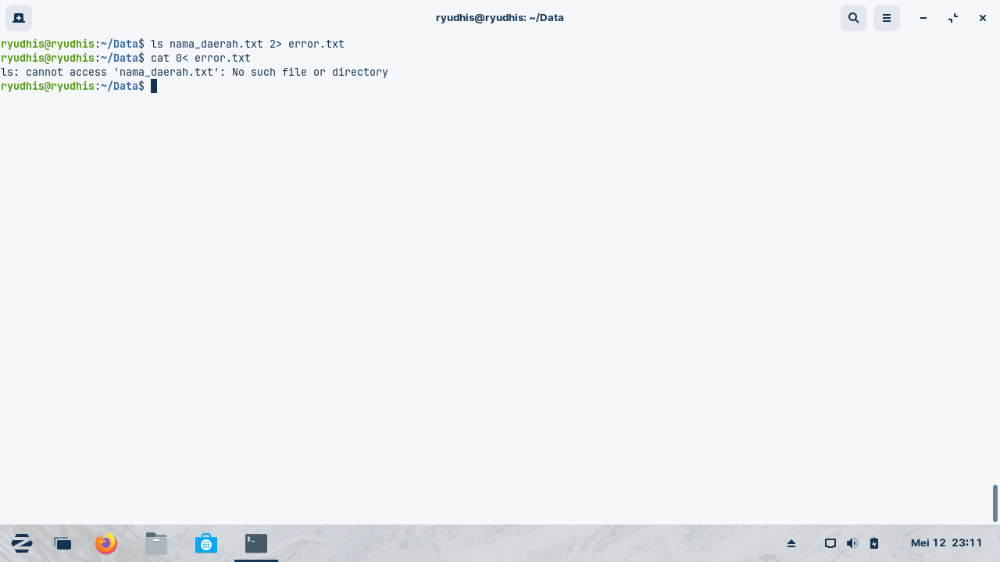 ryudhis@ryudhis: ~/Data
ryudhis@ryudhis:~/Data$ ls nama_daerah.txt 2> error.txt
ryudhis@ryudhis:~/Data$ cat 0< error.txt
ls: cannot access 'nama_daerah.txt': No such file or directory
ryudhis@ryudhis:~/Data$
$_
Mei 12 23:11